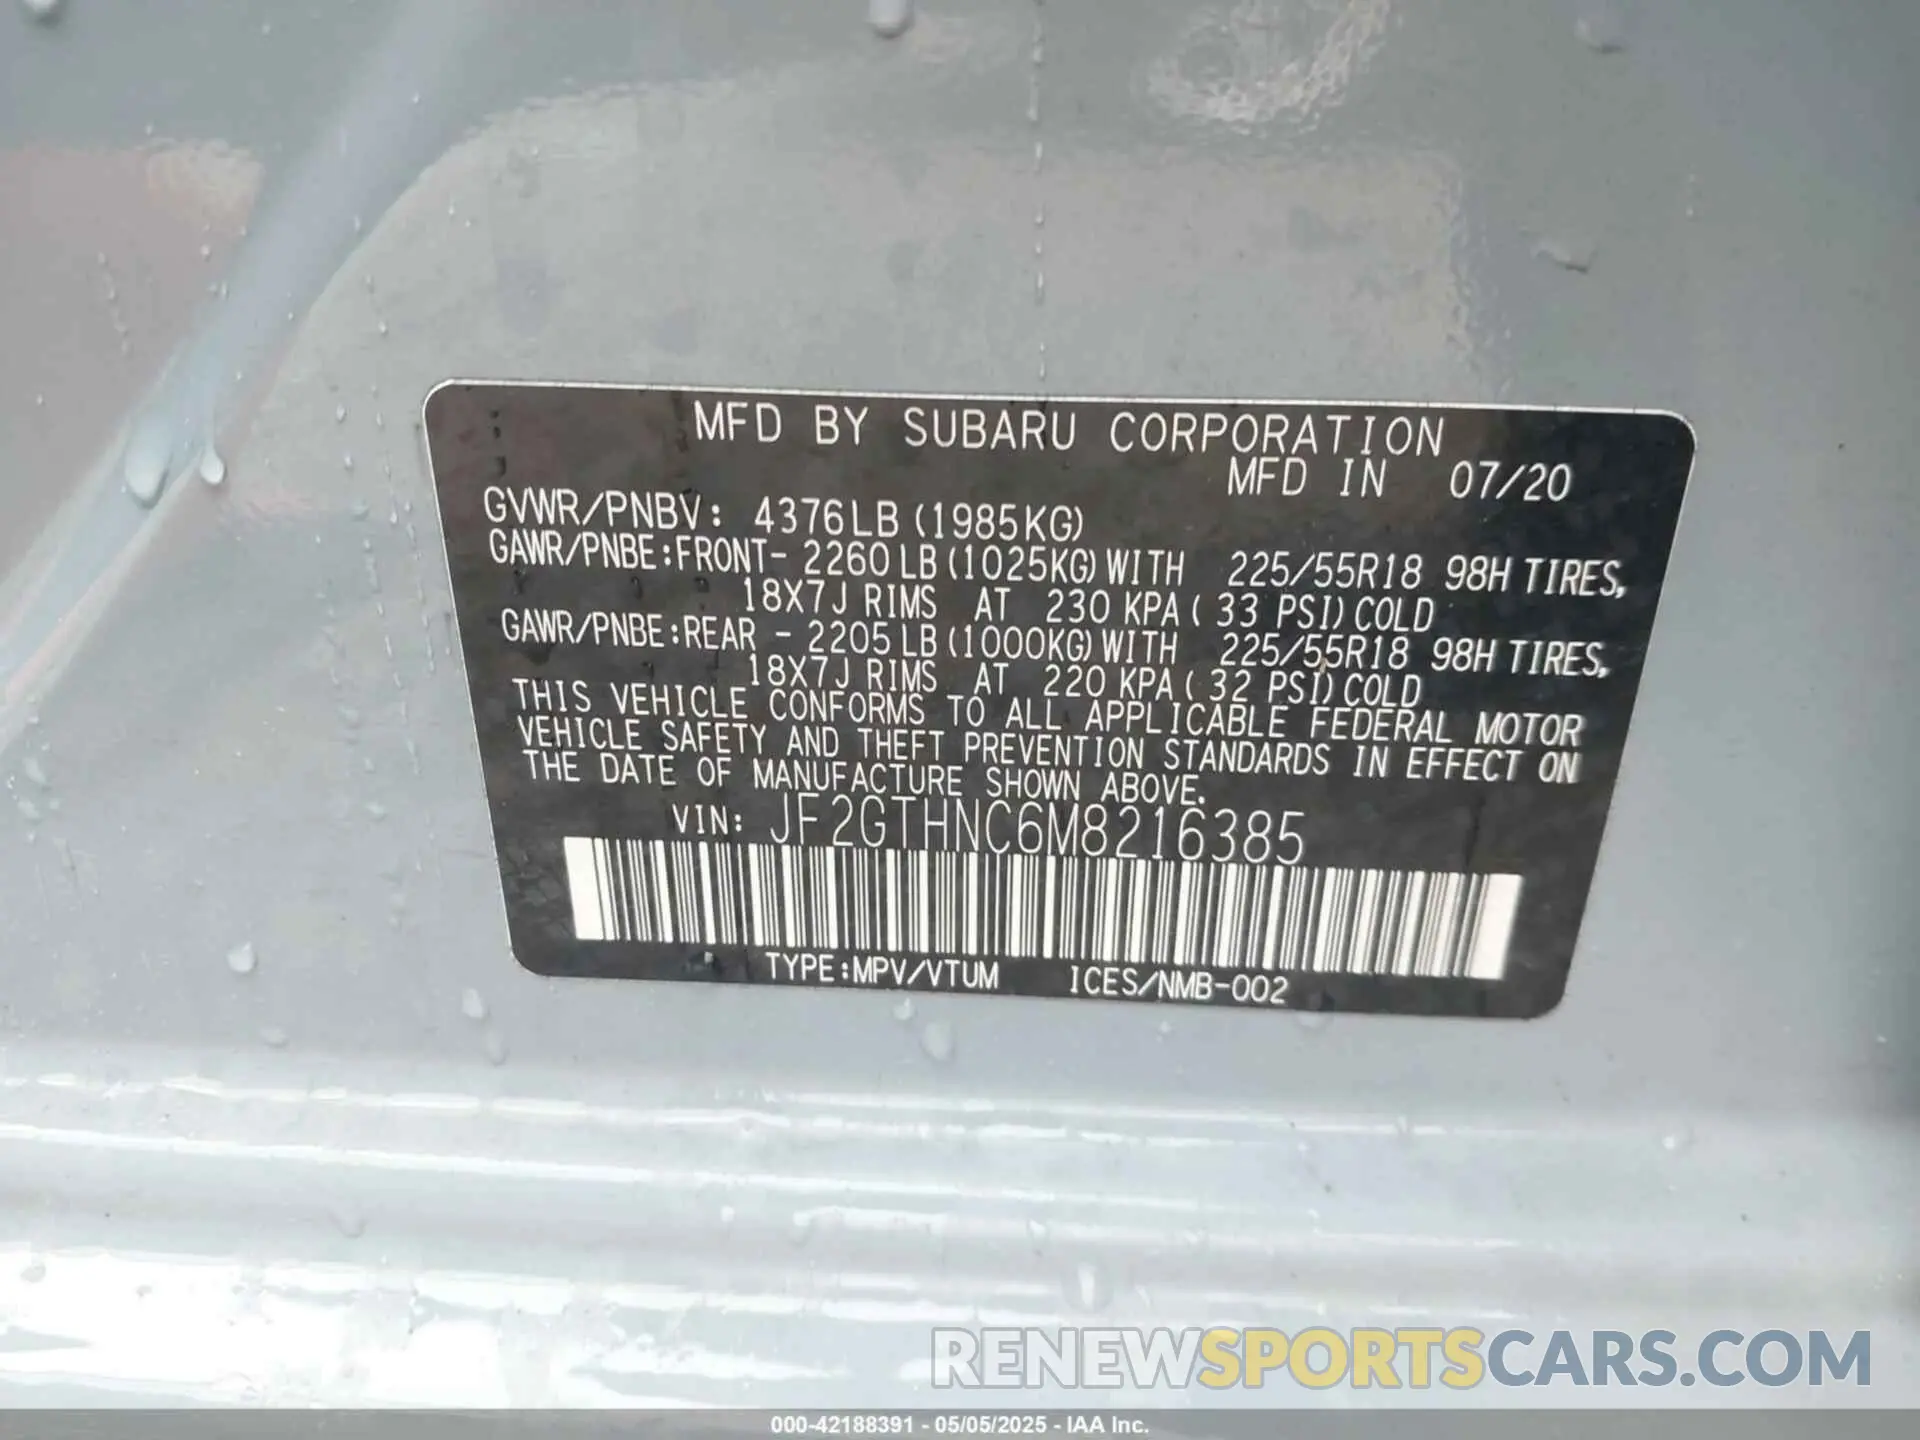 MFD BY SUBARU CORPORATION
MFD IN 07/20
GVWR/PNBV: 4376LB (1985KG)
GAWR/PNBE:FRONT- 2260 LB (1025KG) WITH 225/55R18 98H TIRES,
18X7J RIMS AT 230 KPA ( 33 PSI) COLD
GAWR/PNBE:REAR - 2205 LB (1000KG) WITH 225/55R18 98H TIRES,
18X7J RIMS AT 220 KPA ( 32 PSI) COLD
THIS VEHICLE CONFORMS TO ALL APPLICABLE FEDERAL MOTOR
VEHICLE SAFETY AND THEFT PREVENTION STANDARDS IN EFFECT ON
THE DATE OF MANUFACTURE SHOWN ABOVE.
VIN: JF2GTHNC6M8216385
TYPE:MPV/VTUM ICES/NMB-002
RENEWSPORTSCARS.COM
000-42188391 - 05/05/2025 - IAA Inc.